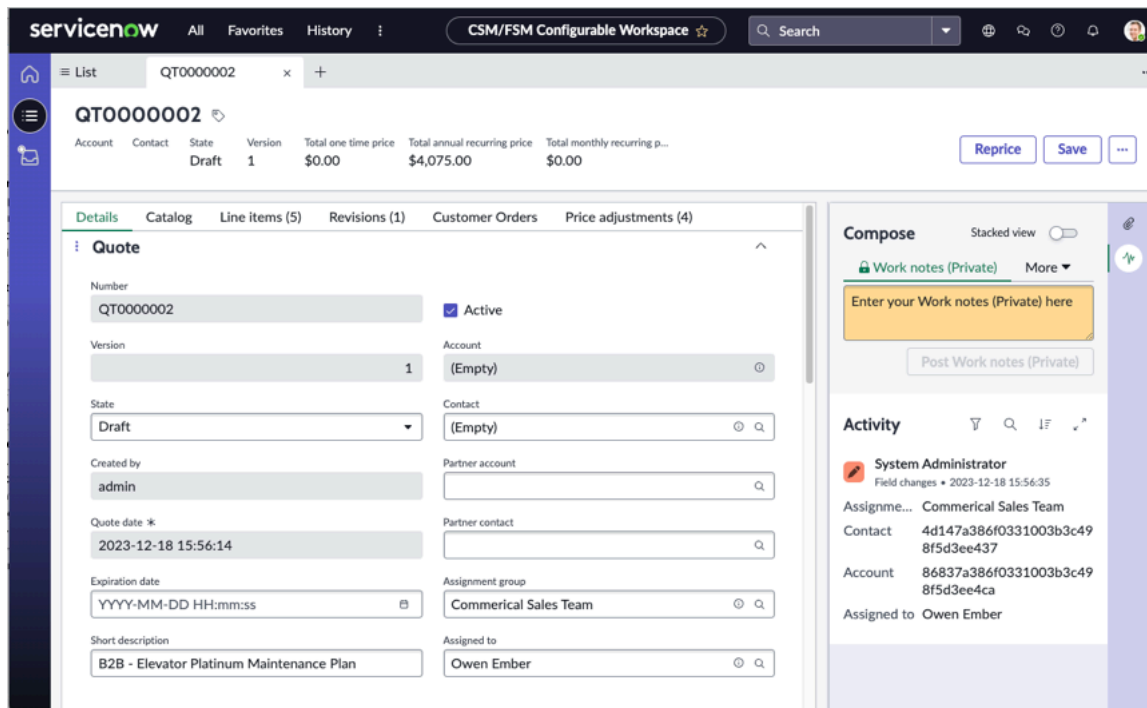 servicenow All Favorites History CSM/FSM Configurable Workspace Search
List QT0000002 × +
QT0000002
Account Contact State Version Total one time price Total annual recurring price Total monthly recurring p...
Draft 1 $0.00 $4,075.00 $0.00
Reprice Save ...
Details Catalog Line items (5) Revisions (1) Customer Orders Price adjustments (4)
Quote
Number
QT0000002
Active
Version
1
Account
(Empty)
State
Draft
Contact
(Empty)
Created by
admin
Partner account
Quote date *
2023-12-18 15:56:14
Partner contact
Expiration date
YYYY-MM-DD HH:mm:ss
Assignment group
Commerical Sales Team
Short description
B2B - Elevator Platinum Maintenance Plan
Assigned to
Owen Ember
Compose Stacked view
Work notes (Private) More
Enter your Work notes (Private) here
Post Work notes (Private)
Activity
System Administrator
Field changes • 2023-12-18 15:56:35
Assignme... Commerical Sales Team
Contact 4d147a386f0331003b3c49
8f5d3ee437
Account 86837a386f0331003b3c49
8f5d3ee4ca
Assigned to Owen Ember